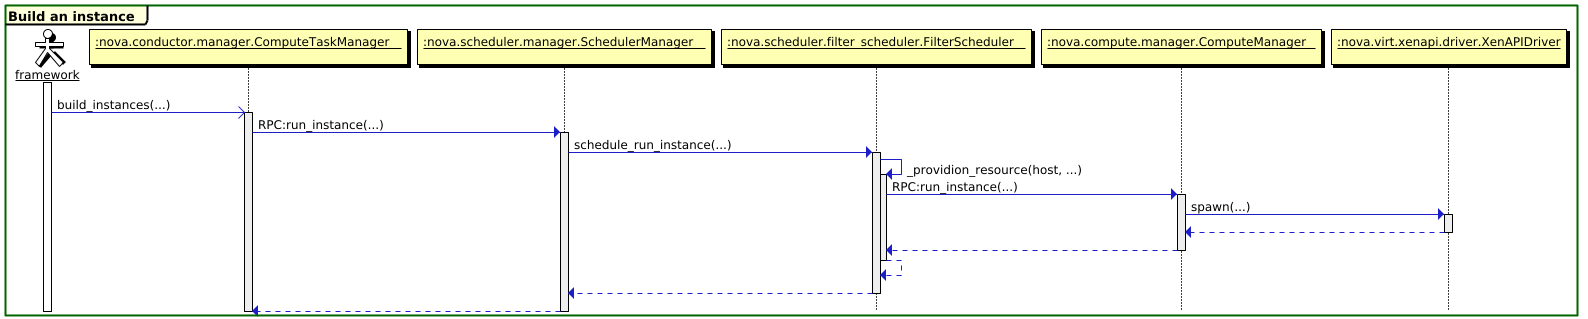 Build an instance
framework
:nova.conductor.manager.ComputeTaskManager
:nova.scheduler.manager.SchedulerManager
:nova.scheduler.filter_scheduler.FilterScheduler
:nova.compute.manager.ComputeManager
:nova.virt.xenapi.driver.XenAPIDriver
build_instances(...)
RPC:run_instance(...)
schedule_run_instance(...)
_providion_resource(host, ...)
RPC:run_instance(...)
spawn(...)